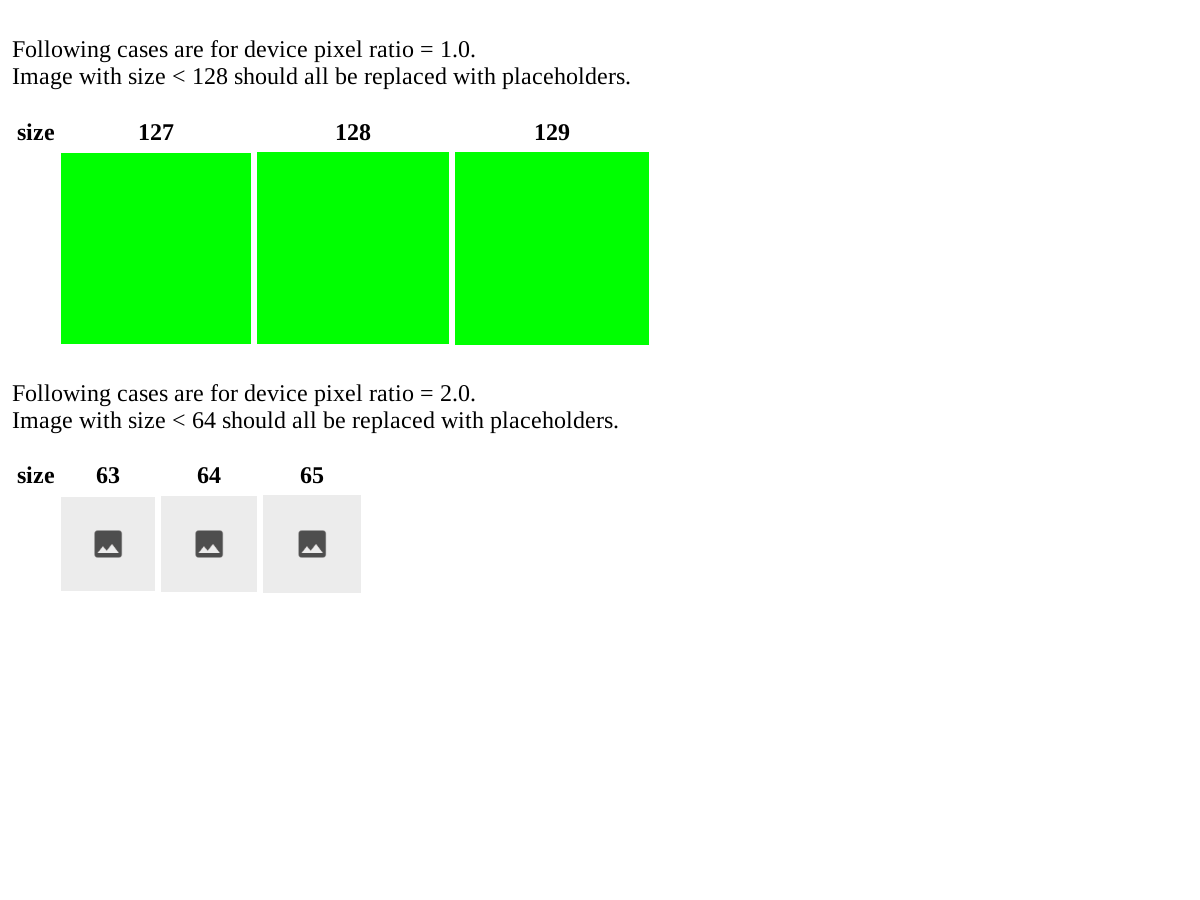 Following cases are for device pixel ratio = 1.0.
Image with size < 128 should all be replaced with placeholders.
size 127 128 129
Following cases are for device pixel ratio = 2.0.
Image with size < 64 should all be replaced with placeholders.
size 63 64 65